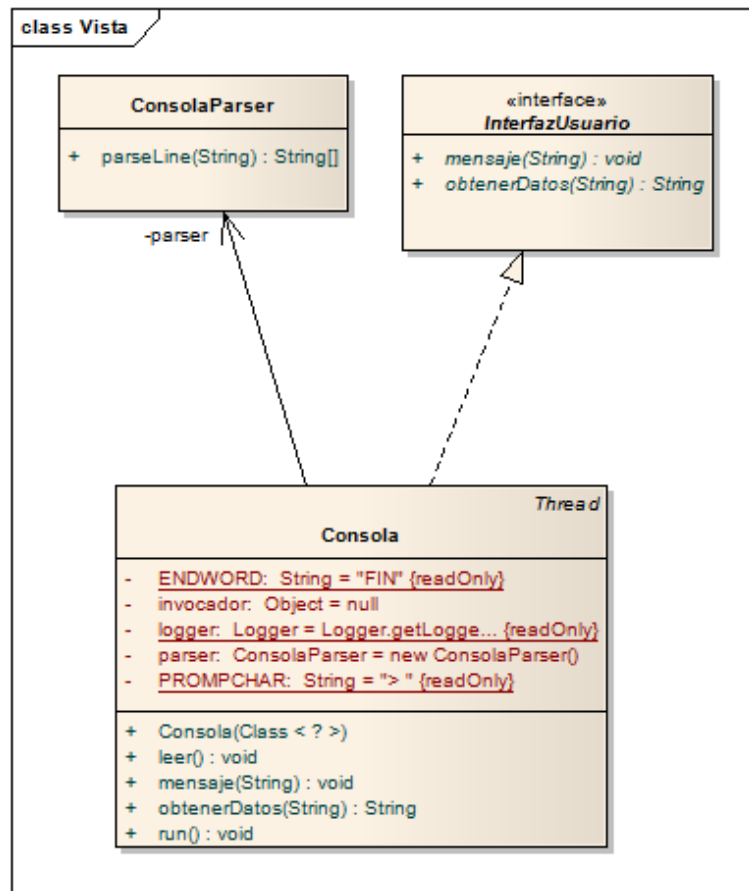 class Vista
ConsolaParser
+ parseLine(String) : String[]
«interface»
InterfazUsuario
+ mensaje(String) : void
+ obtenerDatos(String) : String
-parser
Thread
Consola
- ENDWORD: String = "FIN" {readOnly}
- invocador: Object = null
- logger: Logger = Logger.getLogge... {readOnly}
- parser: ConsolaParser = new ConsolaParser()
- PROMPCHAR: String = "> " {readOnly}
+ Consola(Class < ? >)
+ leer() : void
+ mensaje(String) : void
+ obtenerDatos(String) : String
+ run() : void